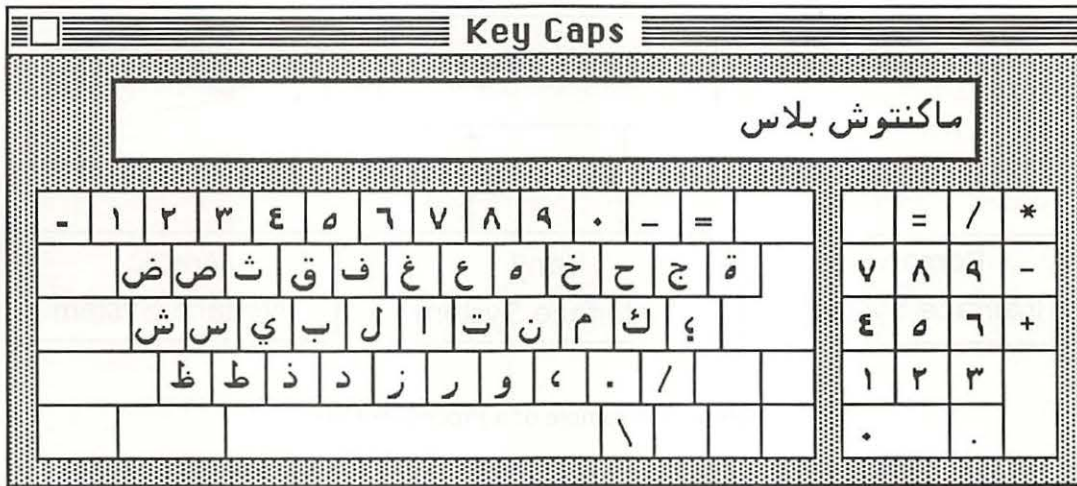 Key Caps
ماكنتوش بلاس
- ١ ٢ ٣ ٤ ٥ ٦ ٧ ٨ ٩ ٠ _ =
ض ص ث ق ف غ ع ه خ ح ج ة
ش س ي ب ل ا ت ن م ك ؛
ظ ط ذ د ز ر و ، . /
\
= / *
٧ ٨ ٩ -
٤ ٥ ٦ +
١ ٢ ٣
٠ .